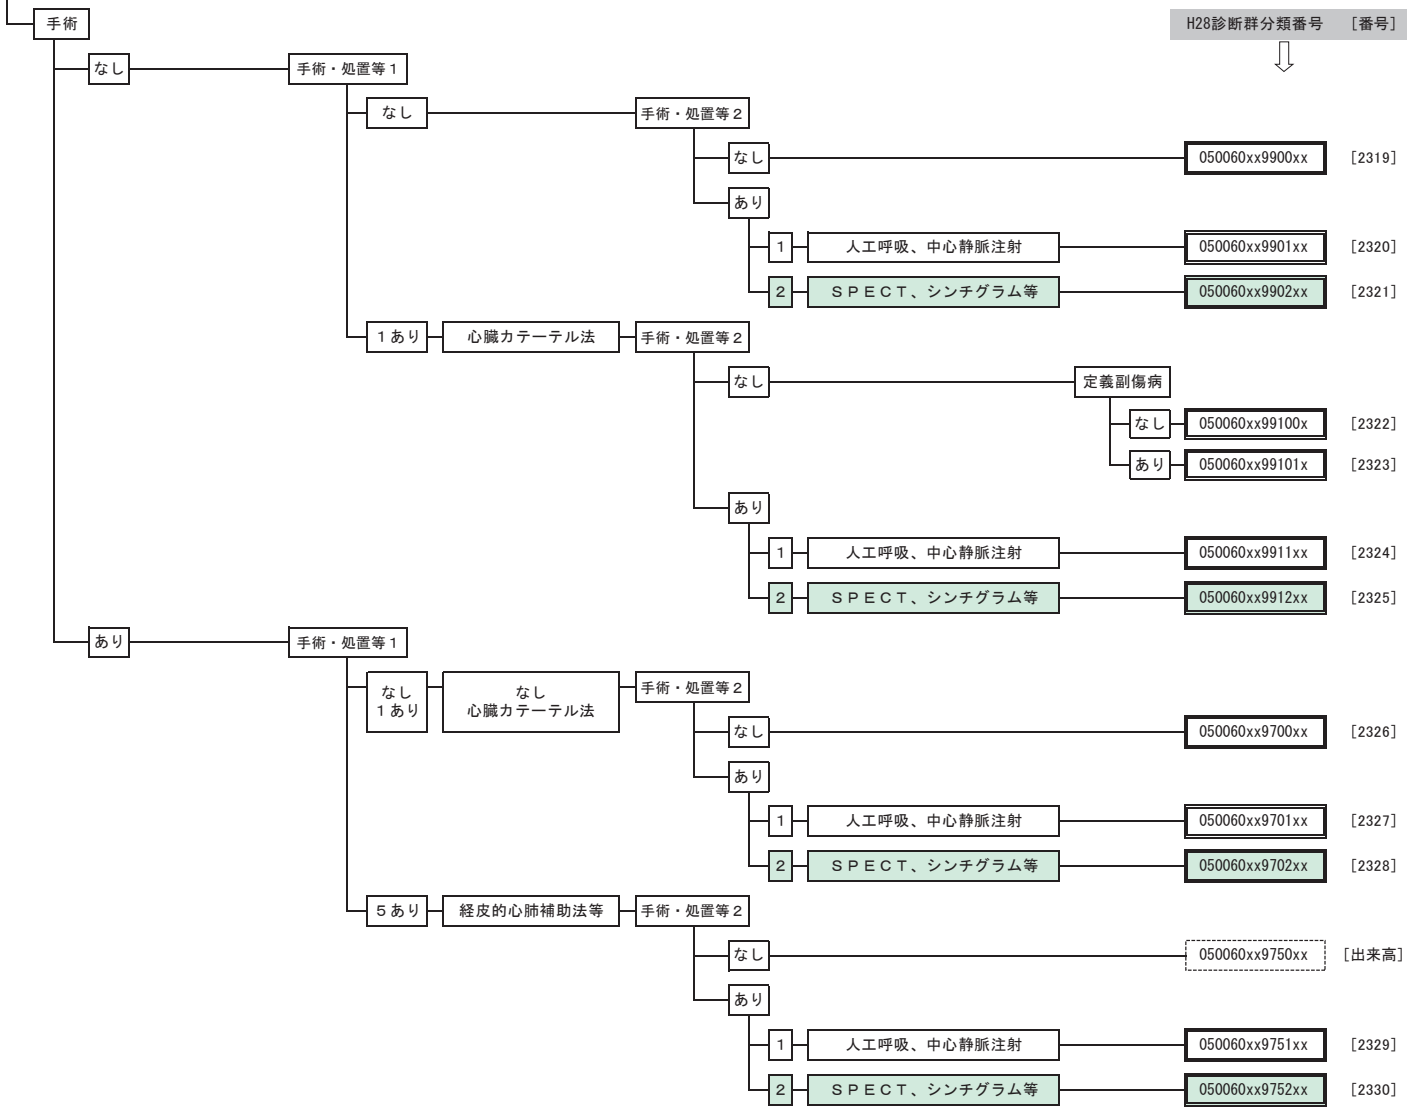 手術
H28診断群分類番号 [番号]
なし 手術・処置等1
なし 手術・処置等2
なし 050060xx9900xx [2319]
あり
1 人工呼吸、中心静脈注射 050060xx9901xx [2320]
2 SPECT、シンチグラム等 050060xx9902xx [2321]
1あり 心臓カテーテル法 手術・処置等2
なし 定義副傷病
なし 050060xx99100x [2322]
あり 050060xx99101x [2323]
あり
1 人工呼吸、中心静脈注射 050060xx9911xx [2324]
2 SPECT、シンチグラム等 050060xx9912xx [2325]
あり 手術・処置等1
なし なし 手術・処置等2
1あり 心臓カテーテル法
なし 050060xx9700xx [2326]
あり
1 人工呼吸、中心静脈注射 050060xx9701xx [2327]
2 SPECT、シンチグラム等 050060xx9702xx [2328]
5あり 経皮的心肺補助法等 手術・処置等2
なし 050060xx9750xx [出来高]
あり
1 人工呼吸、中心静脈注射 050060xx9751xx [2329]
2 SPECT、シンチグラム等 050060xx9752xx [2330]